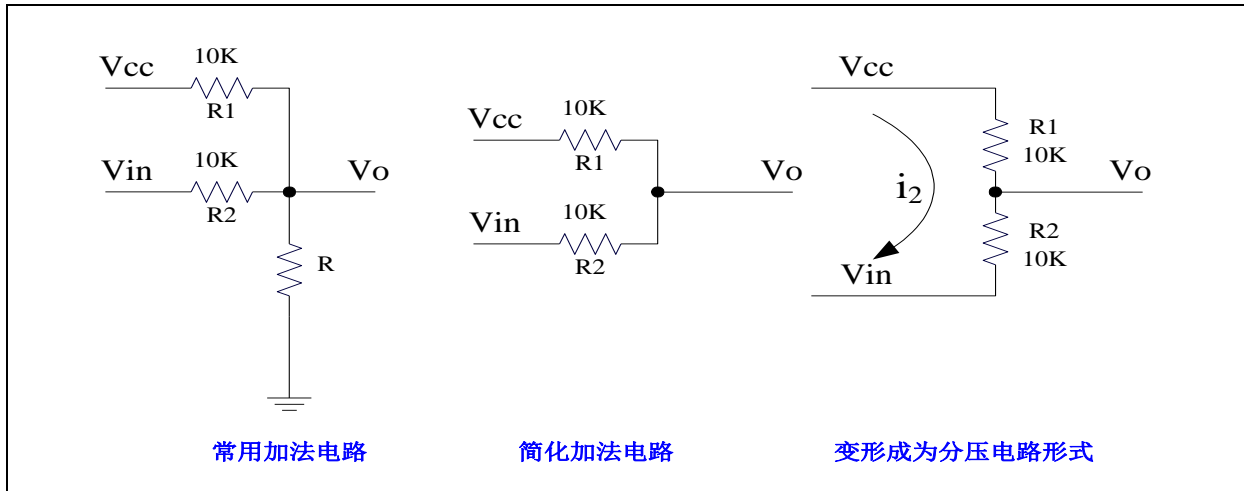 Vcc
10K
R1
Vin
10K
R2
Vo
R
常用加法电路
Vcc
10K
R1
Vin
10K
R2
Vo
简化加法电路
Vcc
R1
10K
Vo
i2
R2
10K
Vin
变形成为分压电路形式